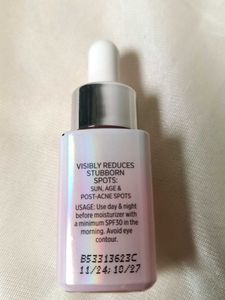 VISIBLY REDUCES
STUBBORN
SPOTS:
SUN, AGE &
POST-ACNE SPOTS
USAGE: Use day & night
before moisturizer with
a minimum SPF30 in the
morning. Avoid eye
contour.
B53313623C
11/24; 10/27